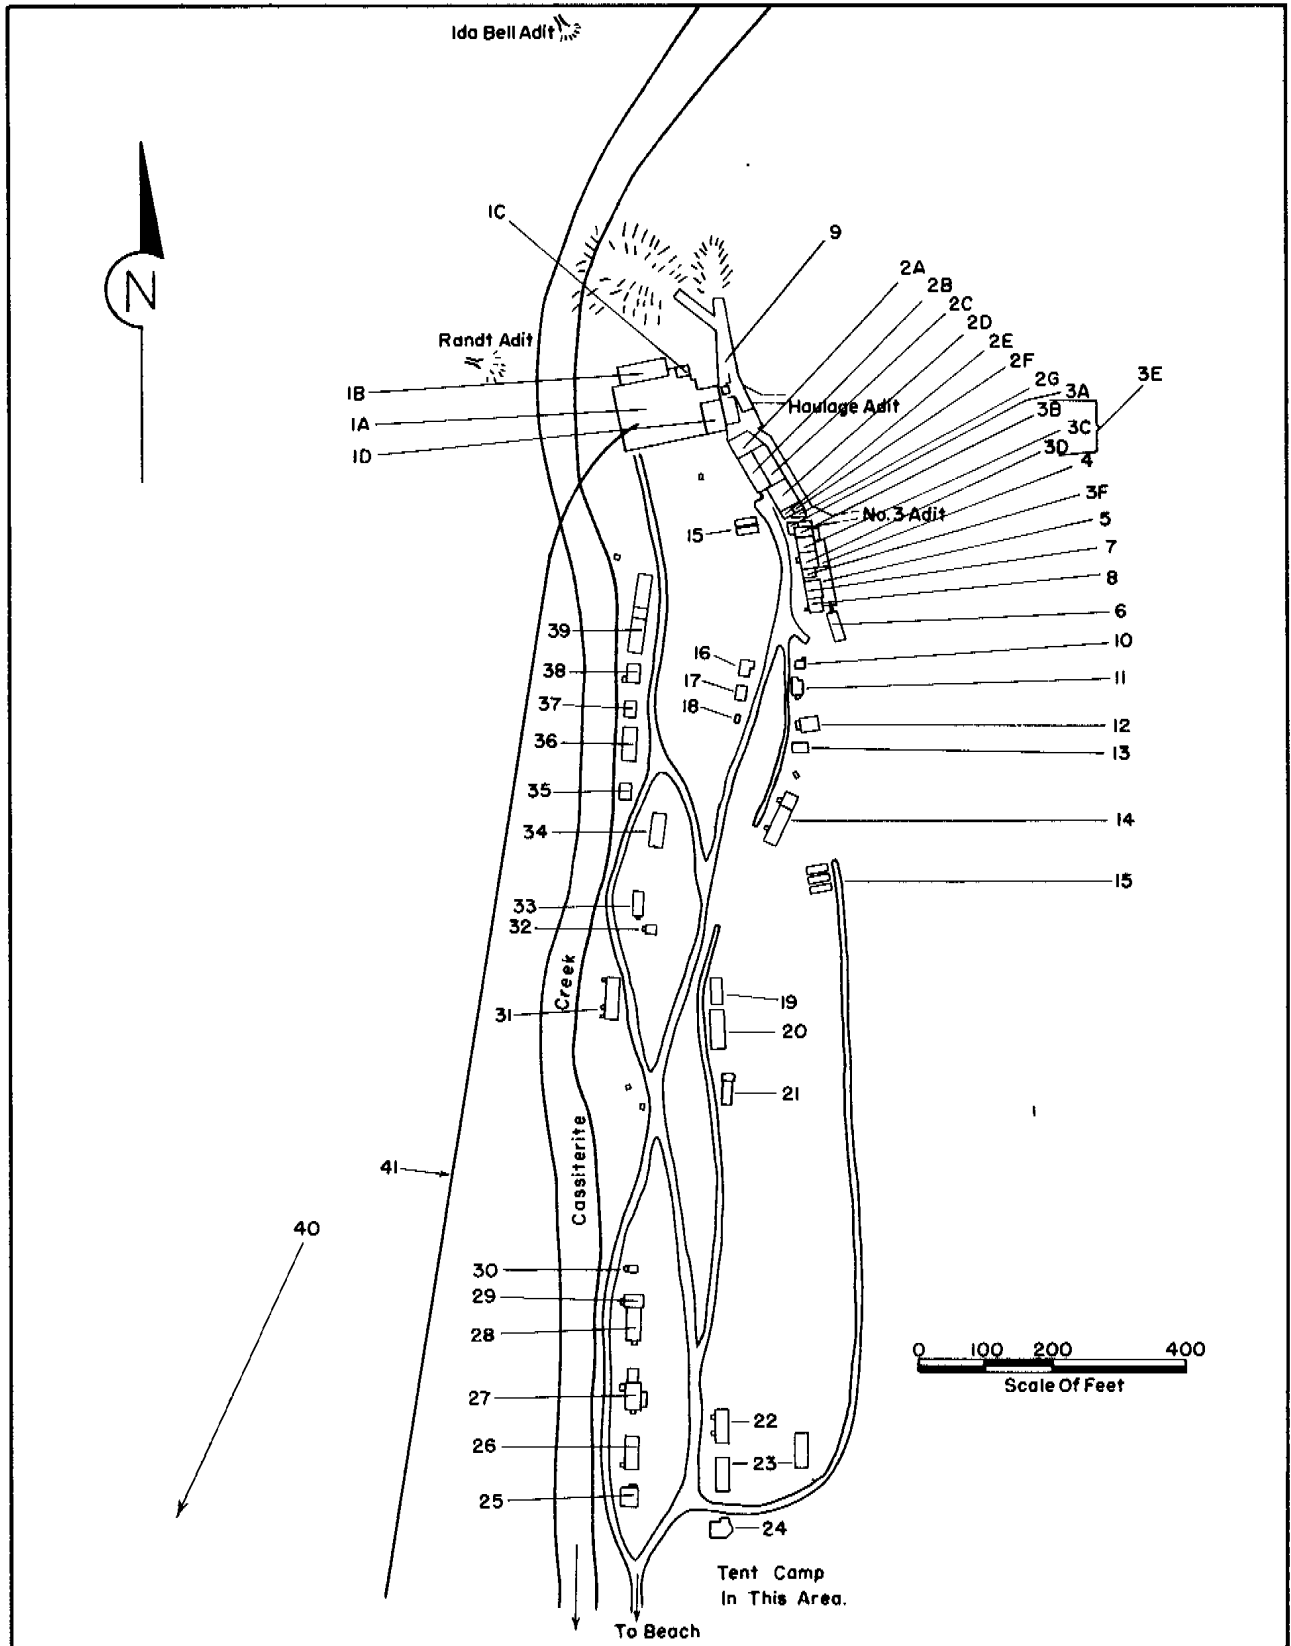 Ida Bell Adit
1C
9
2A
2B
2C
2D
2E
2F
2G
3A
3E
3B
3C
3D
4
3F
5
7
8
6
10
11
12
13
14
15
N
Randt Adit
1B
1A
1D
Haulage Adit
No. 3 Adit
15
39
38
37
36
35
34
33
32
31
16
17
18
19
20
21
Creek
Cassiterite
41
40
30
29
28
27
26
25
22
23
24
0 100 200 400
Scale Of Feet
Tent Camp
In This Area.
To Beach